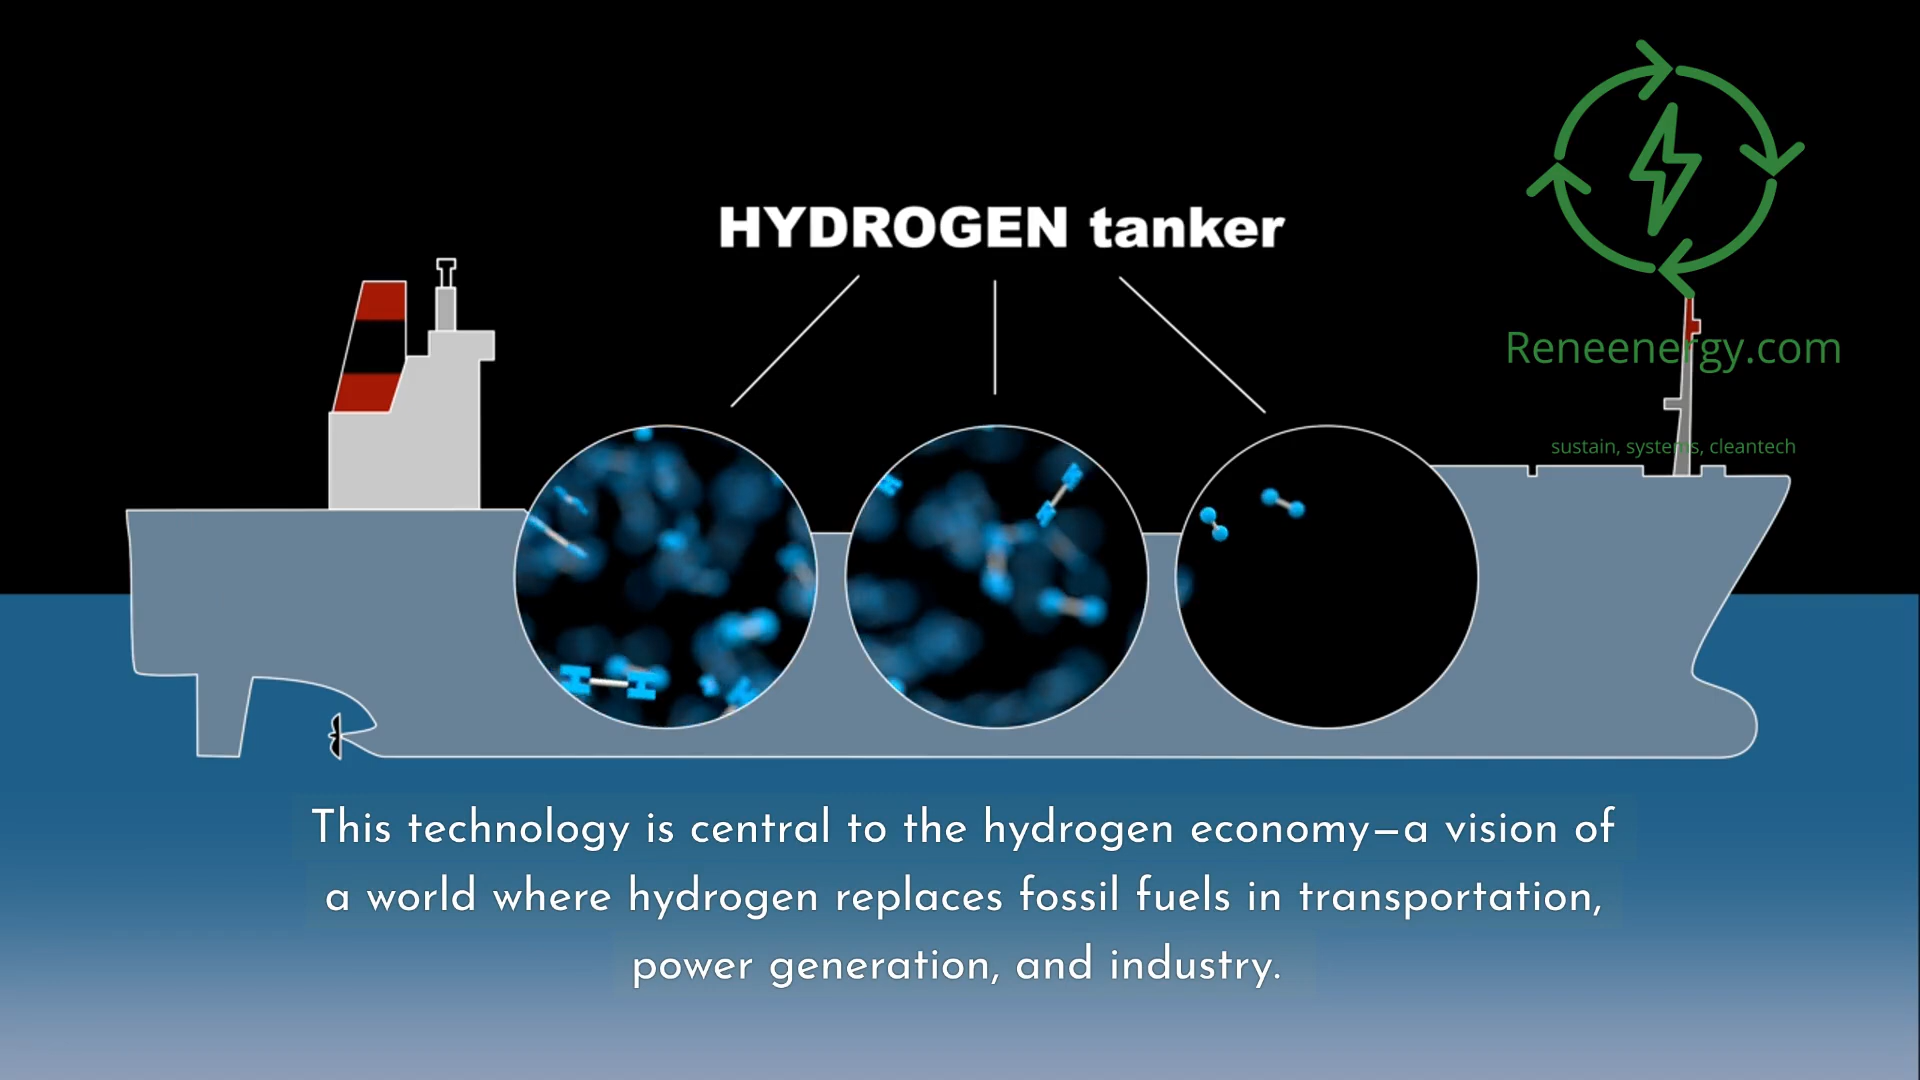 HYDROGEN tanker
Reneenergy.com
sustain, systems, cleantech
This technology is central to the hydrogen economy—a vision of
a world where hydrogen replaces fossil fuels in transportation,
power generation, and industry.